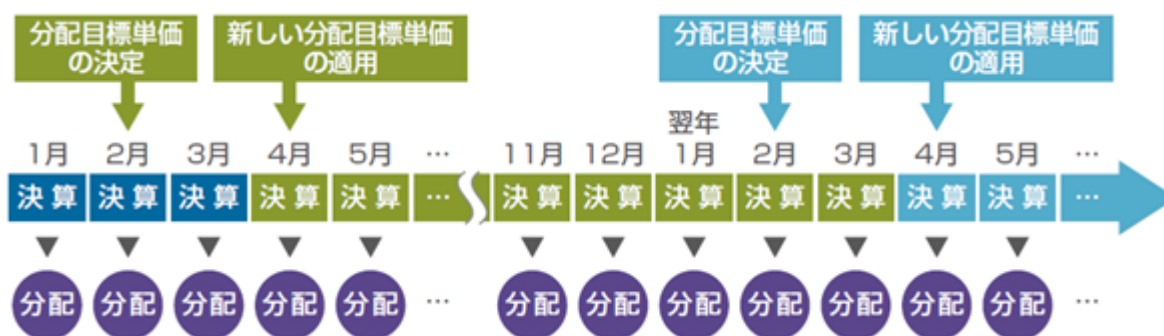 分配目標単価
の決定
新しい分配目標単価
の適用
分配目標単価
の決定
新しい分配目標単価
の適用
翌年
1月 2月 3月 4月 5月 … 11月 12月 1月 2月 3月 4月 5月 …
決算 決算 決算 決算 決算 … 決算 決算 決算 決算 決算 決算 決算 …
分配 分配 分配 分配 分配 … 分配 分配 分配 分配 分配 分配 分配 …